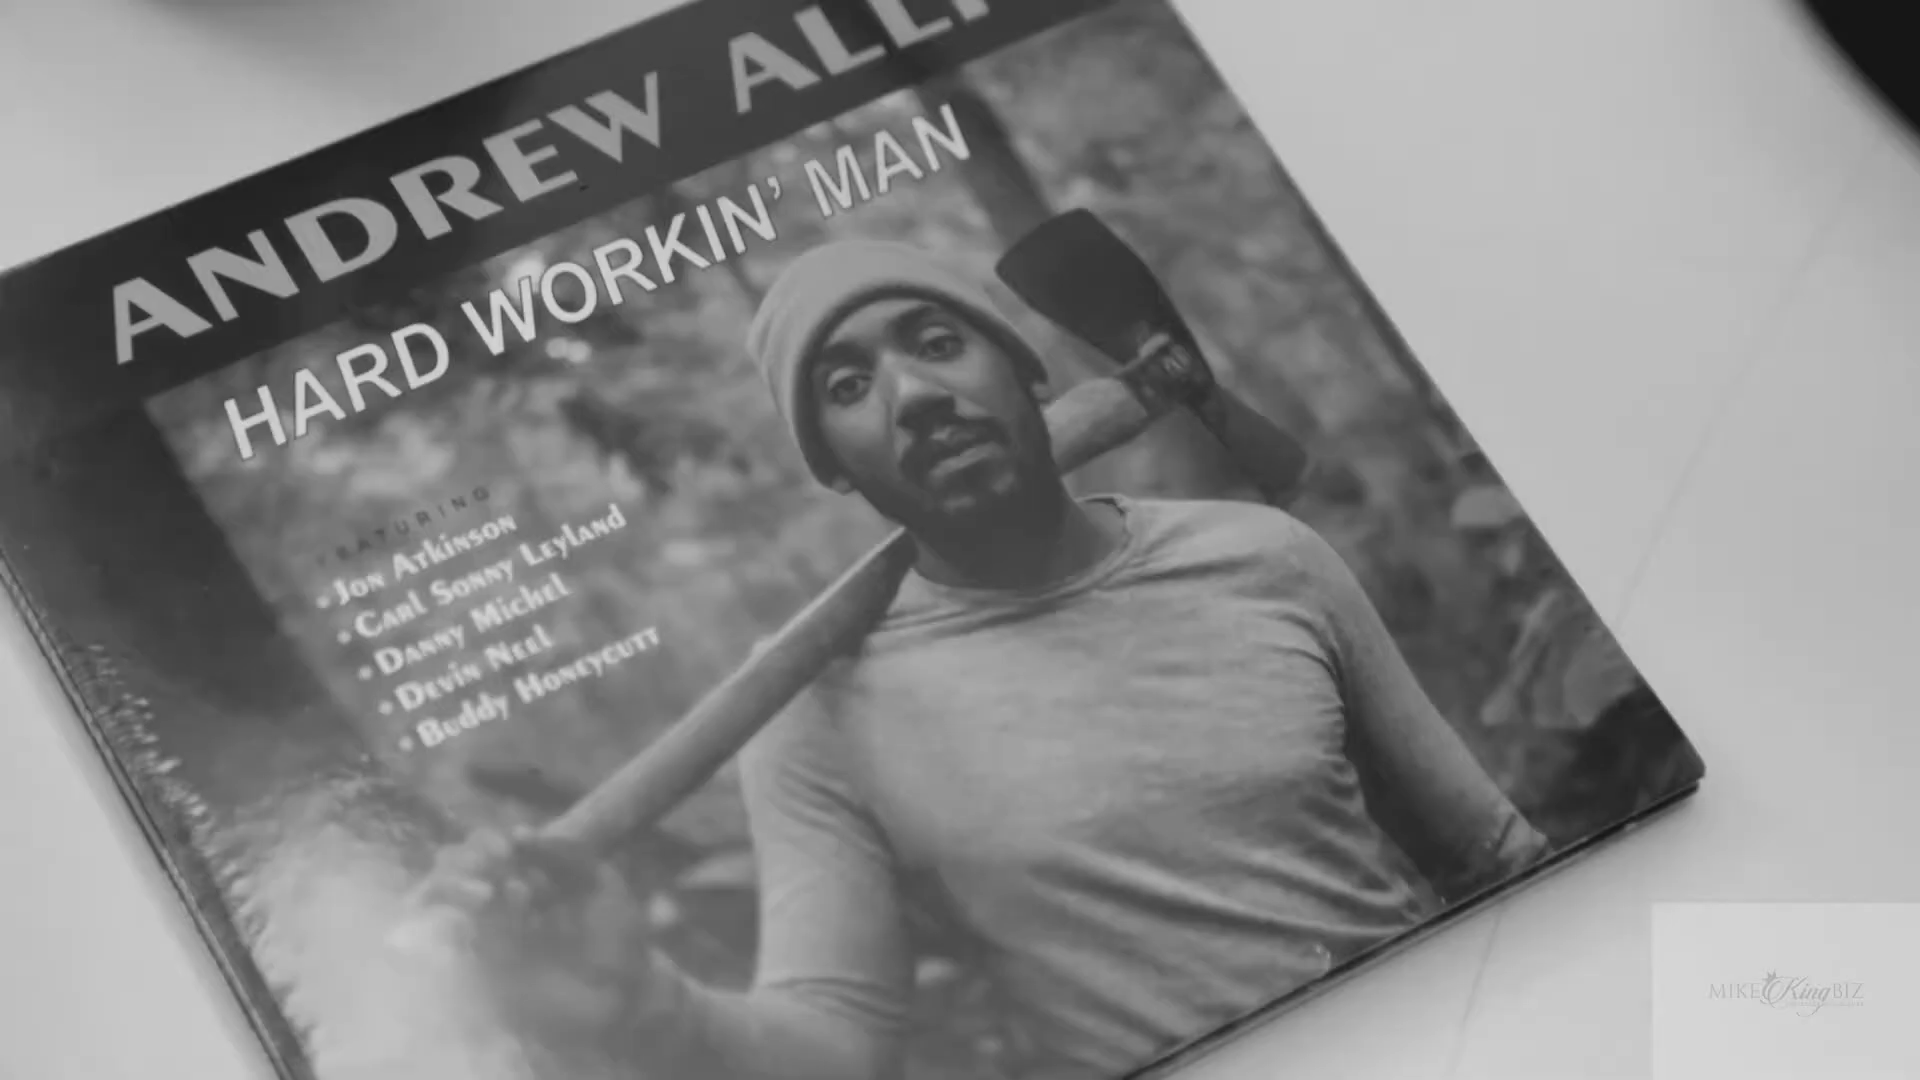 ANDREW ALLI
HARD WORKIN' MAN
FEATURING
• Jon Atkinson
• Carl Sonny Leyland
• Danny Michel
• Devin Neel
• Buddy Honeycutt
MIKE King BIZ